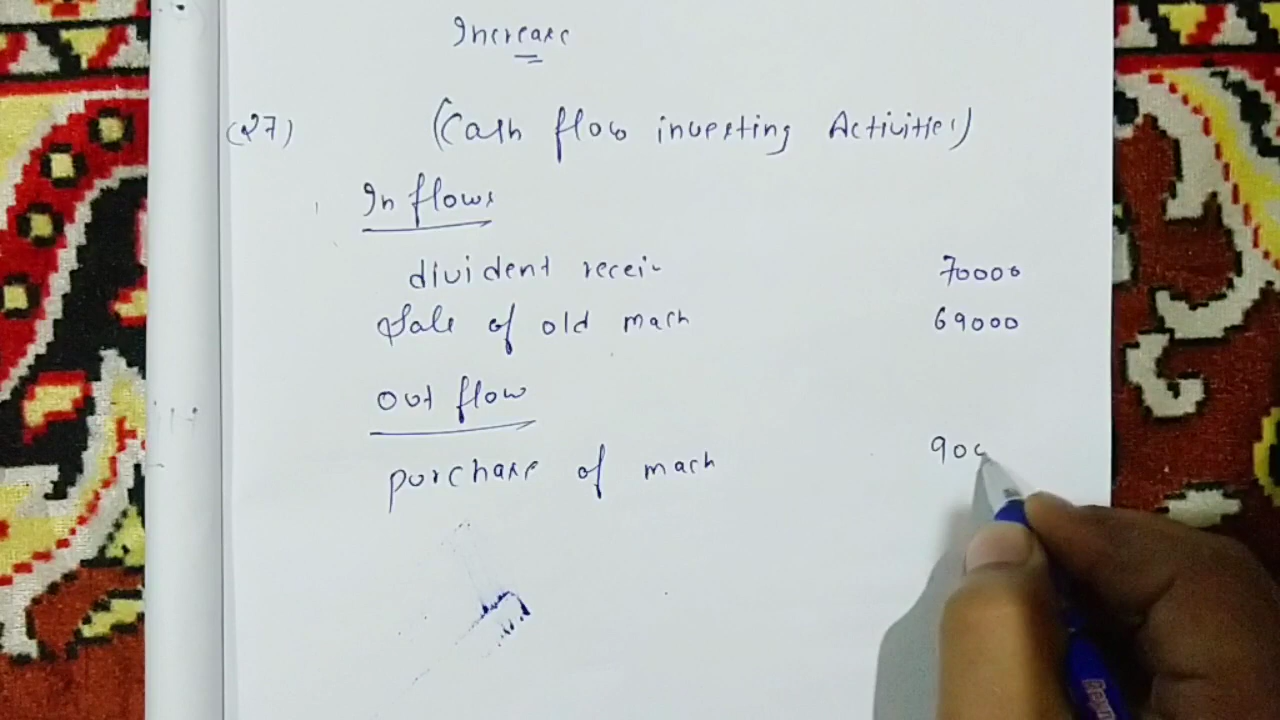 Increase
(27) (Cash flow investing Activities)
In flows
divident recei 70000
Sale of old mach 69000
out flow
purchase of mach 900